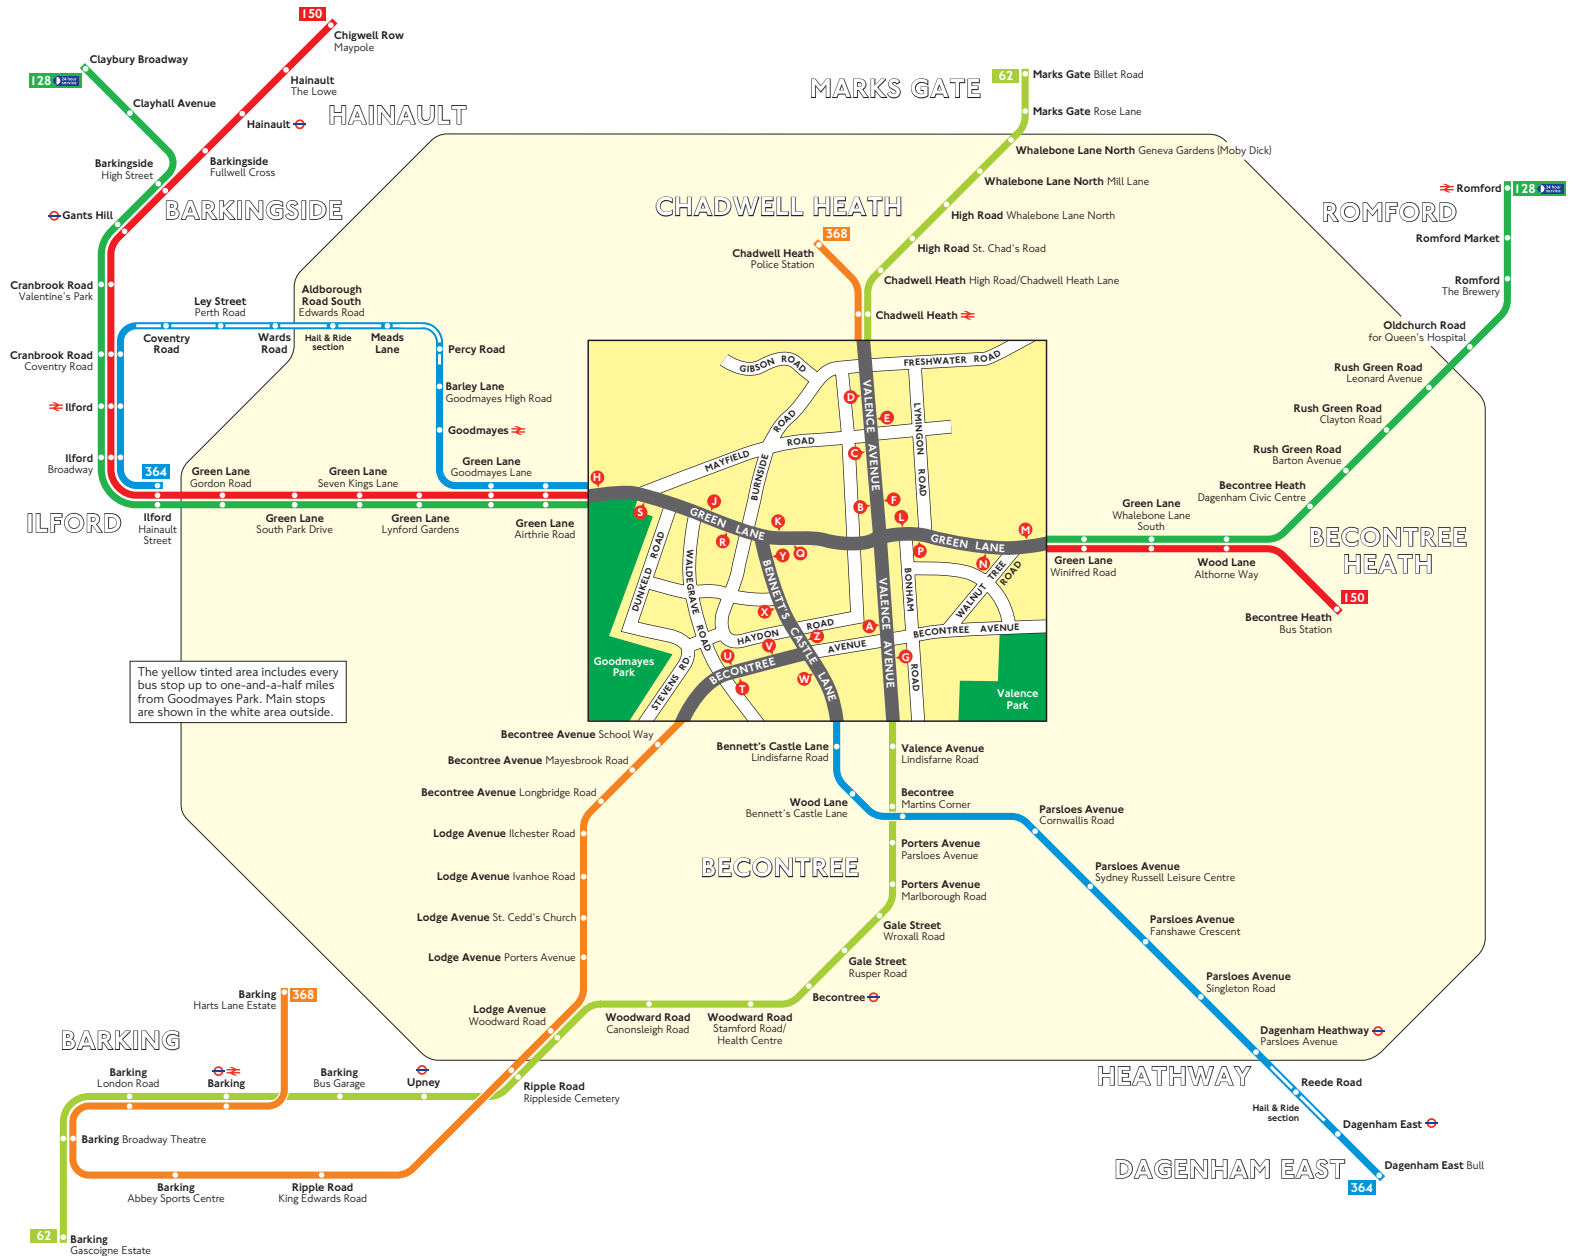 150
Chigwell Row
Maypole
Claybury Broadway
128
24 hour
service
Hainault
The Lowe
Clayhall Avenue
HAINAULT
Hainault
Barkingside
High Street
Barkingside
Fullwell Cross
Gants Hill
BARKINGSIDE
Cranbrook Road
Valentine's Park
Ley Street
Perth Road
Aldborough
Road South
Edwards Road
Coventry
Road
Wards
Road
Hail & Ride
section
Meads
Lane
Percy Road
Cranbrook Road
Coventry Road
Barley Lane
Goodmayes High Road
Ilford
Goodmayes
Ilford
Broadway
364
Green Lane
Gordon Road
Green Lane
Seven Kings Lane
Green Lane
Goodmayes Lane
ILFORD
Ilford
Hainault
Street
Green Lane
South Park Drive
Green Lane
Lynford Gardens
Green Lane
Airthrie Road
MARKS GATE
62
Marks Gate Billet Road
Marks Gate Rose Lane
Whalebone Lane North Geneva Gardens (Moby Dick)
Whalebone Lane North Mill Lane
CHADWELL HEATH
High Road Whalebone Lane North
368
Chadwell Heath
Police Station
High Road St. Chad's Road
Chadwell Heath High Road/Chadwell Heath Lane
Chadwell Heath
Romford
128
24 hour
service
ROMFORD
Romford Market
Romford
The Brewery
Oldchurch Road
for Queen's Hospital
Rush Green Road
Leonard Avenue
Rush Green Road
Clayton Road
Rush Green Road
Barton Avenue
Becontree Heath
Dagenham Civic Centre
Green Lane
Whalebone Lane
South
BECONTREE
HEATH
Green Lane
Winifred Road
Wood Lane
Althorne Way
150
Becontree Heath
Bus Station
GIBSON ROAD
FRESHWATER ROAD
VALENCE AVENUE
LYMINGTON ROAD
MAYFIELD ROAD
BURNSIDE ROAD
GREEN LANE
GREEN LANE
DUNKELD ROAD
WALDEGRAVE ROAD
BENNETT'S CASTLE LANE
VALENCE AVENUE
BONHAM ROAD
WALNUT TREE ROAD
HAYDON ROAD
BECONTREE AVENUE
BECONTREE AVENUE
STEVENS RD.
Goodmayes
Park
Valence
Park
D
E
C
H
S
J
B
F
L
K
R
Y
Q
P
M
N
X
A
Z
U
V
G
T
W
The yellow tinted area includes every
bus stop up to one-and-a-half miles
from Goodmayes Park. Main stops
are shown in the white area outside.
Becontree Avenue School Way
Becontree Avenue Mayesbrook Road
Becontree Avenue Longbridge Road
Lodge Avenue Ilchester Road
Lodge Avenue Ivanhoe Road
Lodge Avenue St. Cedd's Church
Lodge Avenue Porters Avenue
Lodge Avenue
Woodward Road
Bennett's Castle Lane
Lindisfarne Road
Valence Avenue
Lindisfarne Road
Wood Lane
Bennett's Castle Lane
Becontree
Martins Corner
Parsloes Avenue
Cornwallis Road
BECONTREE
Porters Avenue
Parsloes Avenue
Parsloes Avenue
Sydney Russell Leisure Centre
Porters Avenue
Marlborough Road
Gale Street
Wroxall Road
Parsloes Avenue
Fanshawe Crescent
Gale Street
Rusper Road
Parsloes Avenue
Singleton Road
Becontree
Woodward Road
Canonsleigh Road
Woodward Road
Stamford Road/
Health Centre
Dagenham Heathway
Parsloes Avenue
HEATHWAY
Reede Road
Hail & Ride
section
Dagenham East
DAGENHAM EAST
Dagenham East Bull
364
Barking
Harts Lane Estate
368
BARKING
Barking
London Road
Barking
Barking
Bus Garage
Upney
Ripple Road
Rippleside Cemetery
Barking Broadway Theatre
Barking
Abbey Sports Centre
Ripple Road
King Edwards Road
62
Barking
Gascoigne Estate